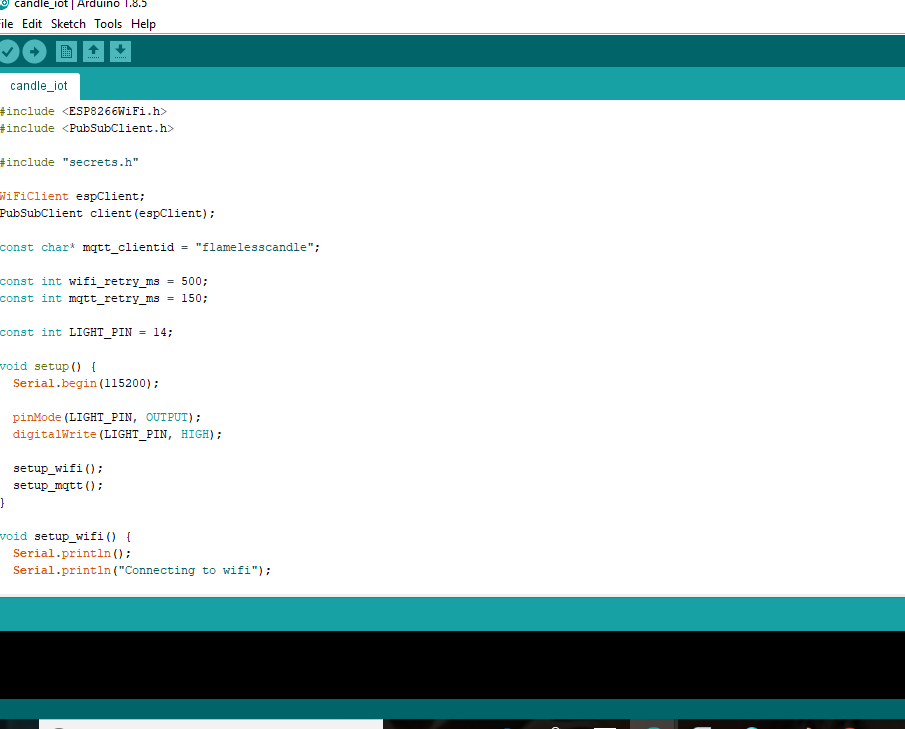 candle_iot | Arduino 1.8.5
File Edit Sketch Tools Help
candle_iot
#include <ESP8266WiFi.h>
#include <PubSubClient.h>
#include "secrets.h"
WiFiClient espClient;
PubSubClient client(espClient);
const char* mqtt_clientid = "flamelesscandle";
const int wifi_retry_ms = 500;
const int mqtt_retry_ms = 150;
const int LIGHT_PIN = 14;
void setup() {
  Serial.begin(115200);
  pinMode(LIGHT_PIN, OUTPUT);
  digitalWrite(LIGHT_PIN, HIGH);
  setup_wifi();
  setup_mqtt();
}
void setup_wifi() {
  Serial.println();
  Serial.println("Connecting to wifi");